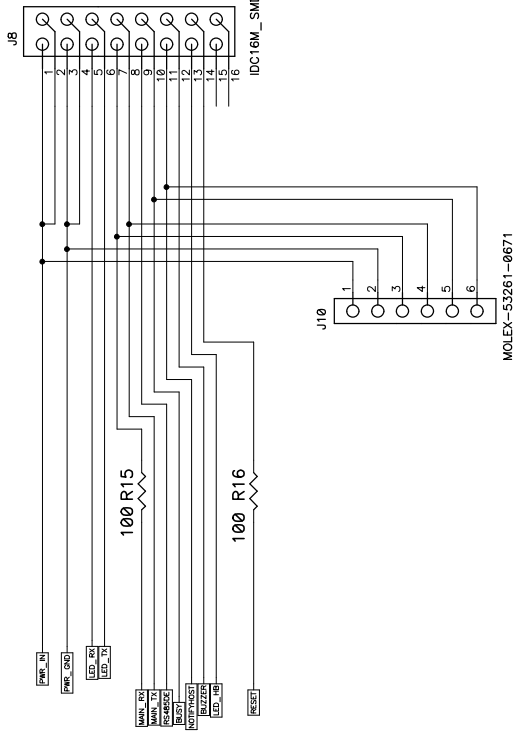 J8
IDC16M_SMD
1
2
3
4
5
6
7
8
9
10
11
12
13
14
15
16
J10
1
2
3
4
5
6
MOLEX-53261-0671
100 R15
100 R16
PWR_IN
PWR_GND
LED_RX
LED_TX
MAIN_RX
MAIN_TX
RS485DE
BUSY
NOTIFYHOST
BUZZER
LED_HB
RESET